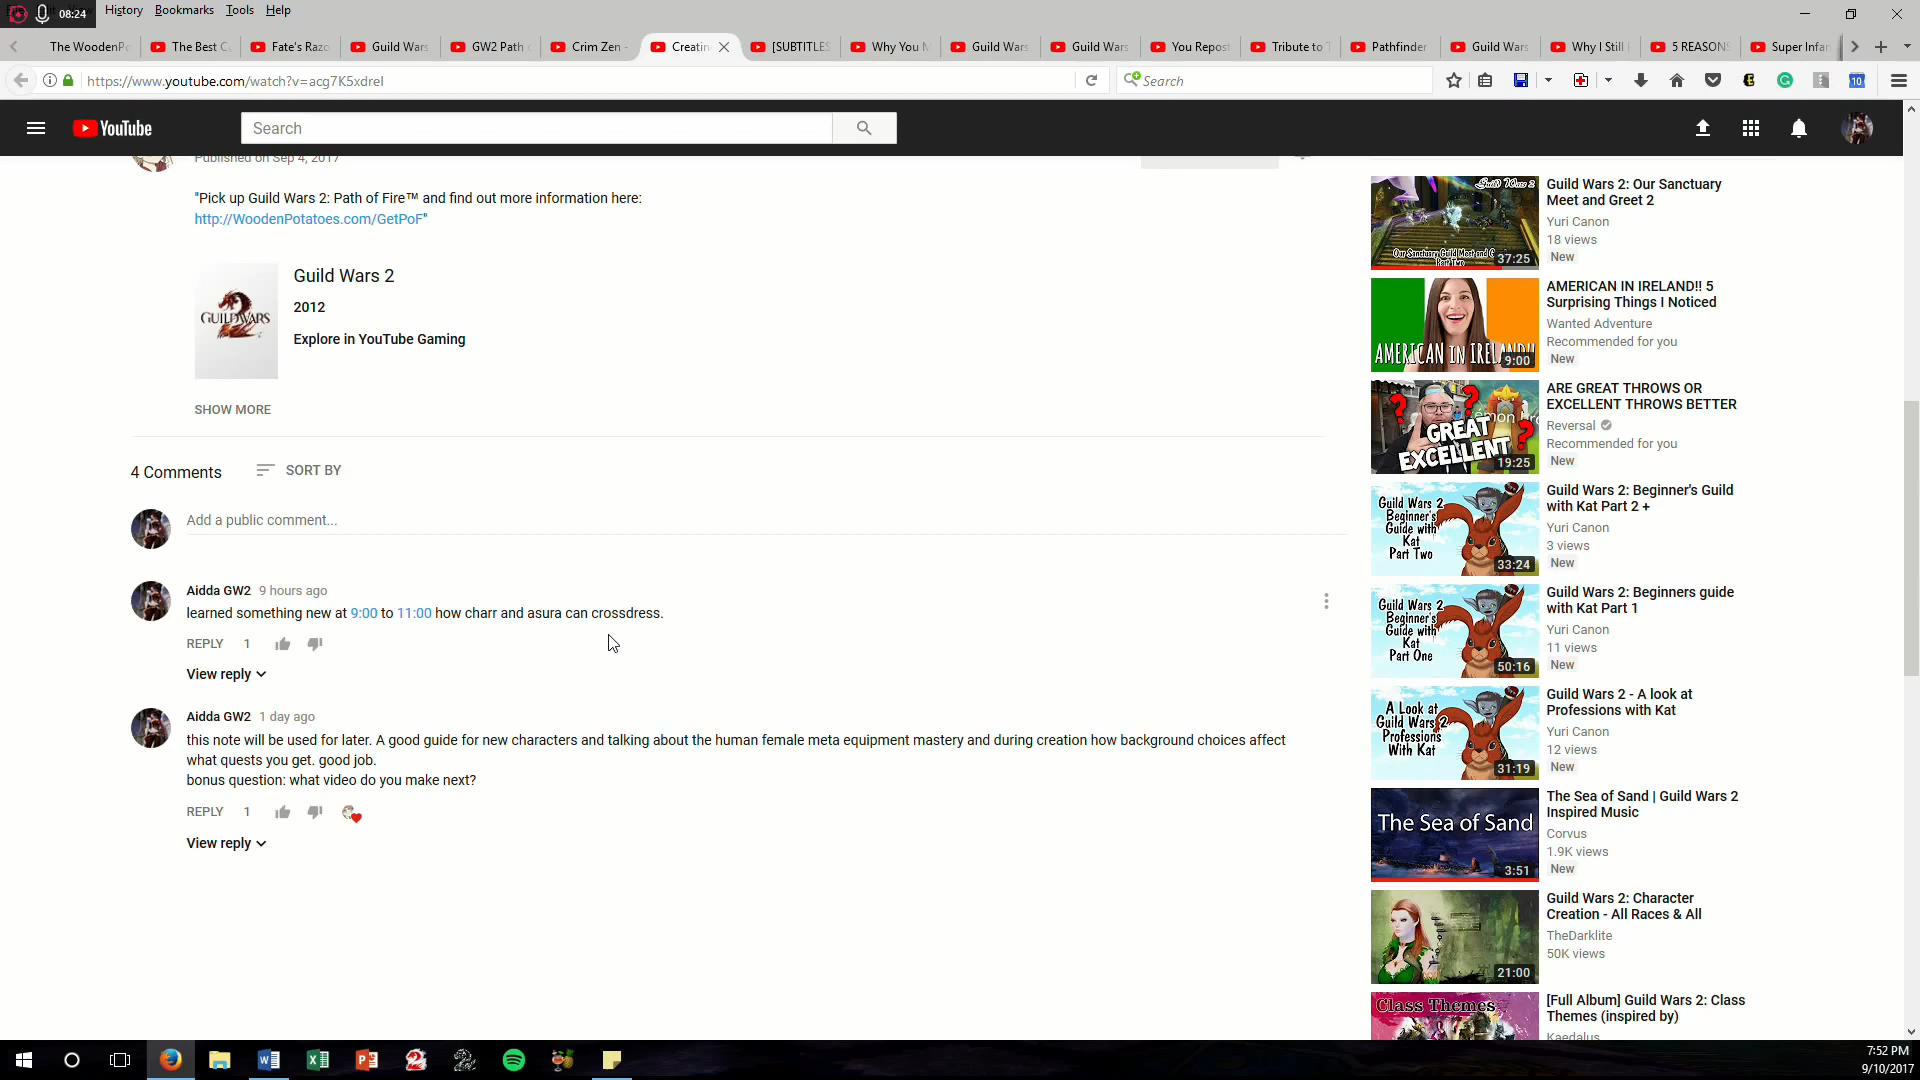 08:24
History Bookmarks Tools Help
The WoodenPo
The Best C
Fate's Razo
Guild Wars
GW2 Path
Crim Zen -
Creatin
[SUBTITLES
Why You M
Guild Wars
Guild Wars
You Repost
Tribute to T
Pathfinder
Guild Wars
Why I Still
5 REASONS
Super Infan
https://www.youtube.com/watch?v=acg7K5xdreI
Search
YouTube
Search
Published on Sep 4, 2017
"Pick up Guild Wars 2: Path of Fire™ and find out more information here:
http://WoodenPotatoes.com/GetPoF"
GUILDWARS
Guild Wars 2
2012
Explore in YouTube Gaming
SHOW MORE
4 Comments
SORT BY
Add a public comment...
Aidda GW2 9 hours ago
learned something new at 9:00 to 11:00 how charr and asura can crossdress.
REPLY 1
View reply
Aidda GW2 1 day ago
this note will be used for later. A good guide for new characters and talking about the human female meta equipment mastery and during creation how background choices affect
what quests you get. good job.
bonus question: what video do you make next?
REPLY 1
View reply
Guild Wars 2
37:25
Guild Wars 2: Our Sanctuary
Meet and Greet 2
Yuri Canon
18 views
New
AMERICAN IN IRELAND!!
9:00
AMERICAN IN IRELAND!! 5
Surprising Things I Noticed
Wanted Adventure
Recommended for you
New
GREAT
EXCELLENT
19:25
ARE GREAT THROWS OR
EXCELLENT THROWS BETTER
Reversal
Recommended for you
New
Guild Wars 2
Beginner's
Guide with
Kat
Part Two
33:24
Guild Wars 2: Beginner's Guild
with Kat Part 2 +
Yuri Canon
3 views
New
Guild Wars 2
Beginner's
Guide with
Kat
Part One
50:16
Guild Wars 2: Beginners guide
with Kat Part 1
Yuri Canon
11 views
New
A Look at
Guild Wars 2
Professions
With Kat
31:19
Guild Wars 2 - A look at
Professions with Kat
Yuri Canon
12 views
New
The Sea of Sand
3:51
The Sea of Sand | Guild Wars 2
Inspired Music
Corvus
1.9K views
New
21:00
Guild Wars 2: Character
Creation - All Races & All
TheDarklite
50K views
Class Themes
[Full Album] Guild Wars 2: Class
Themes (inspired by)
Kaedalus
7:52 PM
9/10/2017